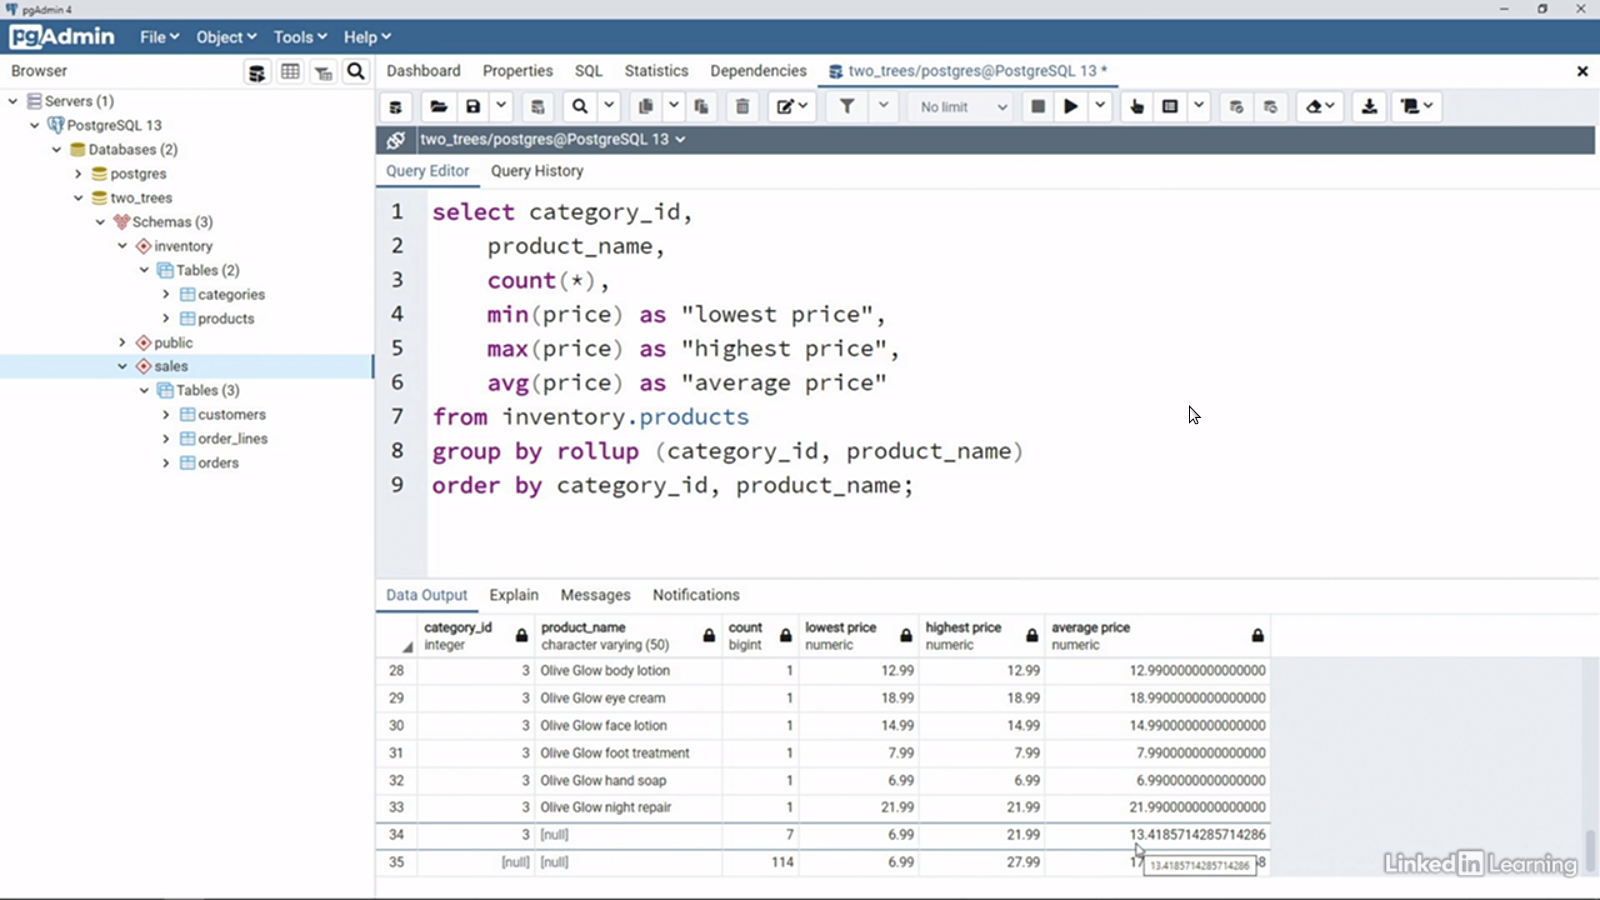 pgAdmin 4
pgAdmin File Object Tools Help
Browser
Dashboard Properties SQL Statistics Dependencies two_trees/postgres@PostgreSQL 13 *
Servers (1)
PostgreSQL 13
Databases (2)
postgres
two_trees
Schemas (3)
inventory
Tables (2)
categories
products
public
sales
Tables (3)
customers
order_lines
orders
No limit
two_trees/postgres@PostgreSQL 13
Query Editor Query History
1 select category_id,
2 product_name,
3 count(*),
4 min(price) as "lowest price",
5 max(price) as "highest price",
6 avg(price) as "average price"
7 from inventory.products
8 group by rollup (category_id, product_name)
9 order by category_id, product_name;
Data Output Explain Messages Notifications
category_id product_name count lowest price highest price average price
integer character varying (50) bigint numeric numeric numeric
28 3 Olive Glow body lotion 1 12.99 12.99 12.9900000000000000
29 3 Olive Glow eye cream 1 18.99 18.99 18.9900000000000000
30 3 Olive Glow face lotion 1 14.99 14.99 14.9900000000000000
31 3 Olive Glow foot treatment 1 7.99 7.99 7.9900000000000000
32 3 Olive Glow hand soap 1 6.99 6.99 6.9900000000000000
33 3 Olive Glow night repair 1 21.99 21.99 21.9900000000000000
34 3 [null] 7 6.99 21.99 13.4185714285714286
35 [null] [null] 114 6.99 27.99
13.4185714285714286
LinkedIn Learning